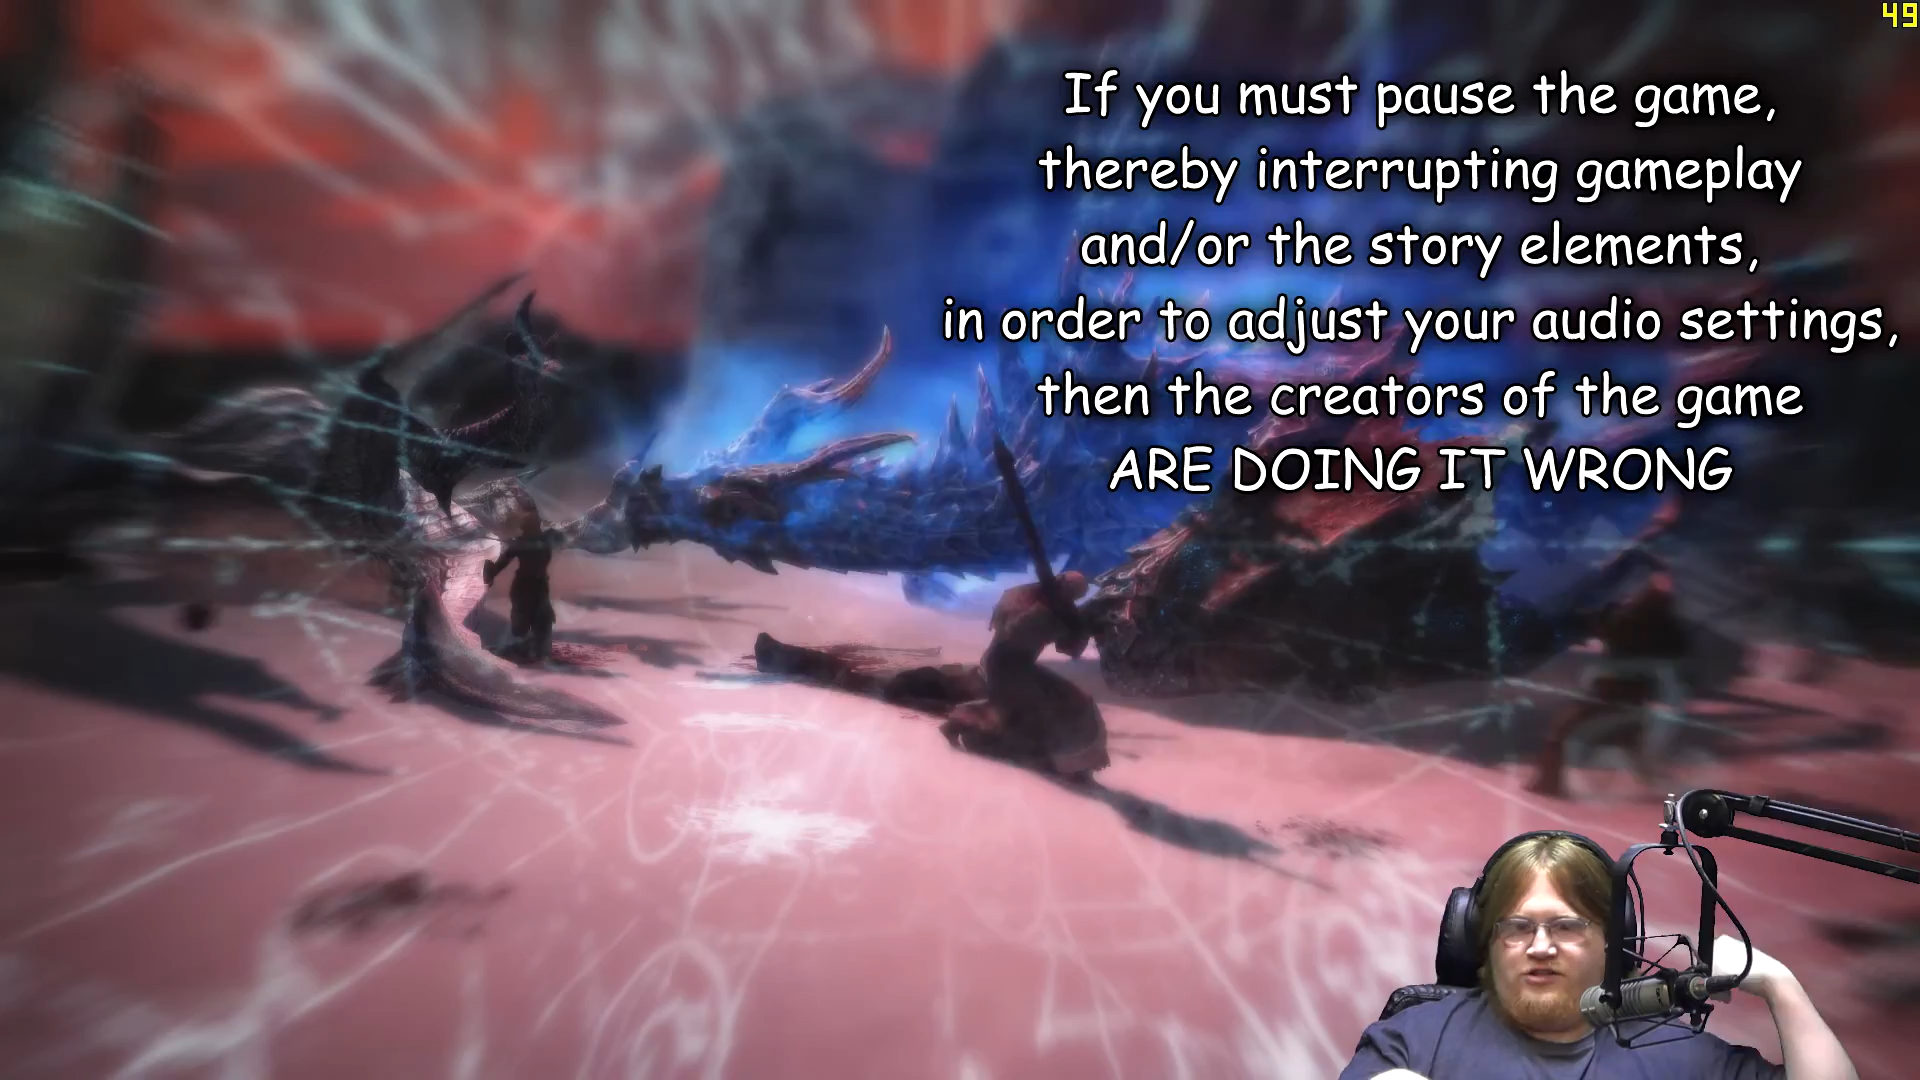 49
If you must pause the game,
thereby interrupting gameplay
and/or the story elements,
in order to adjust your audio settings,
then the creators of the game
ARE DOING IT WRONG